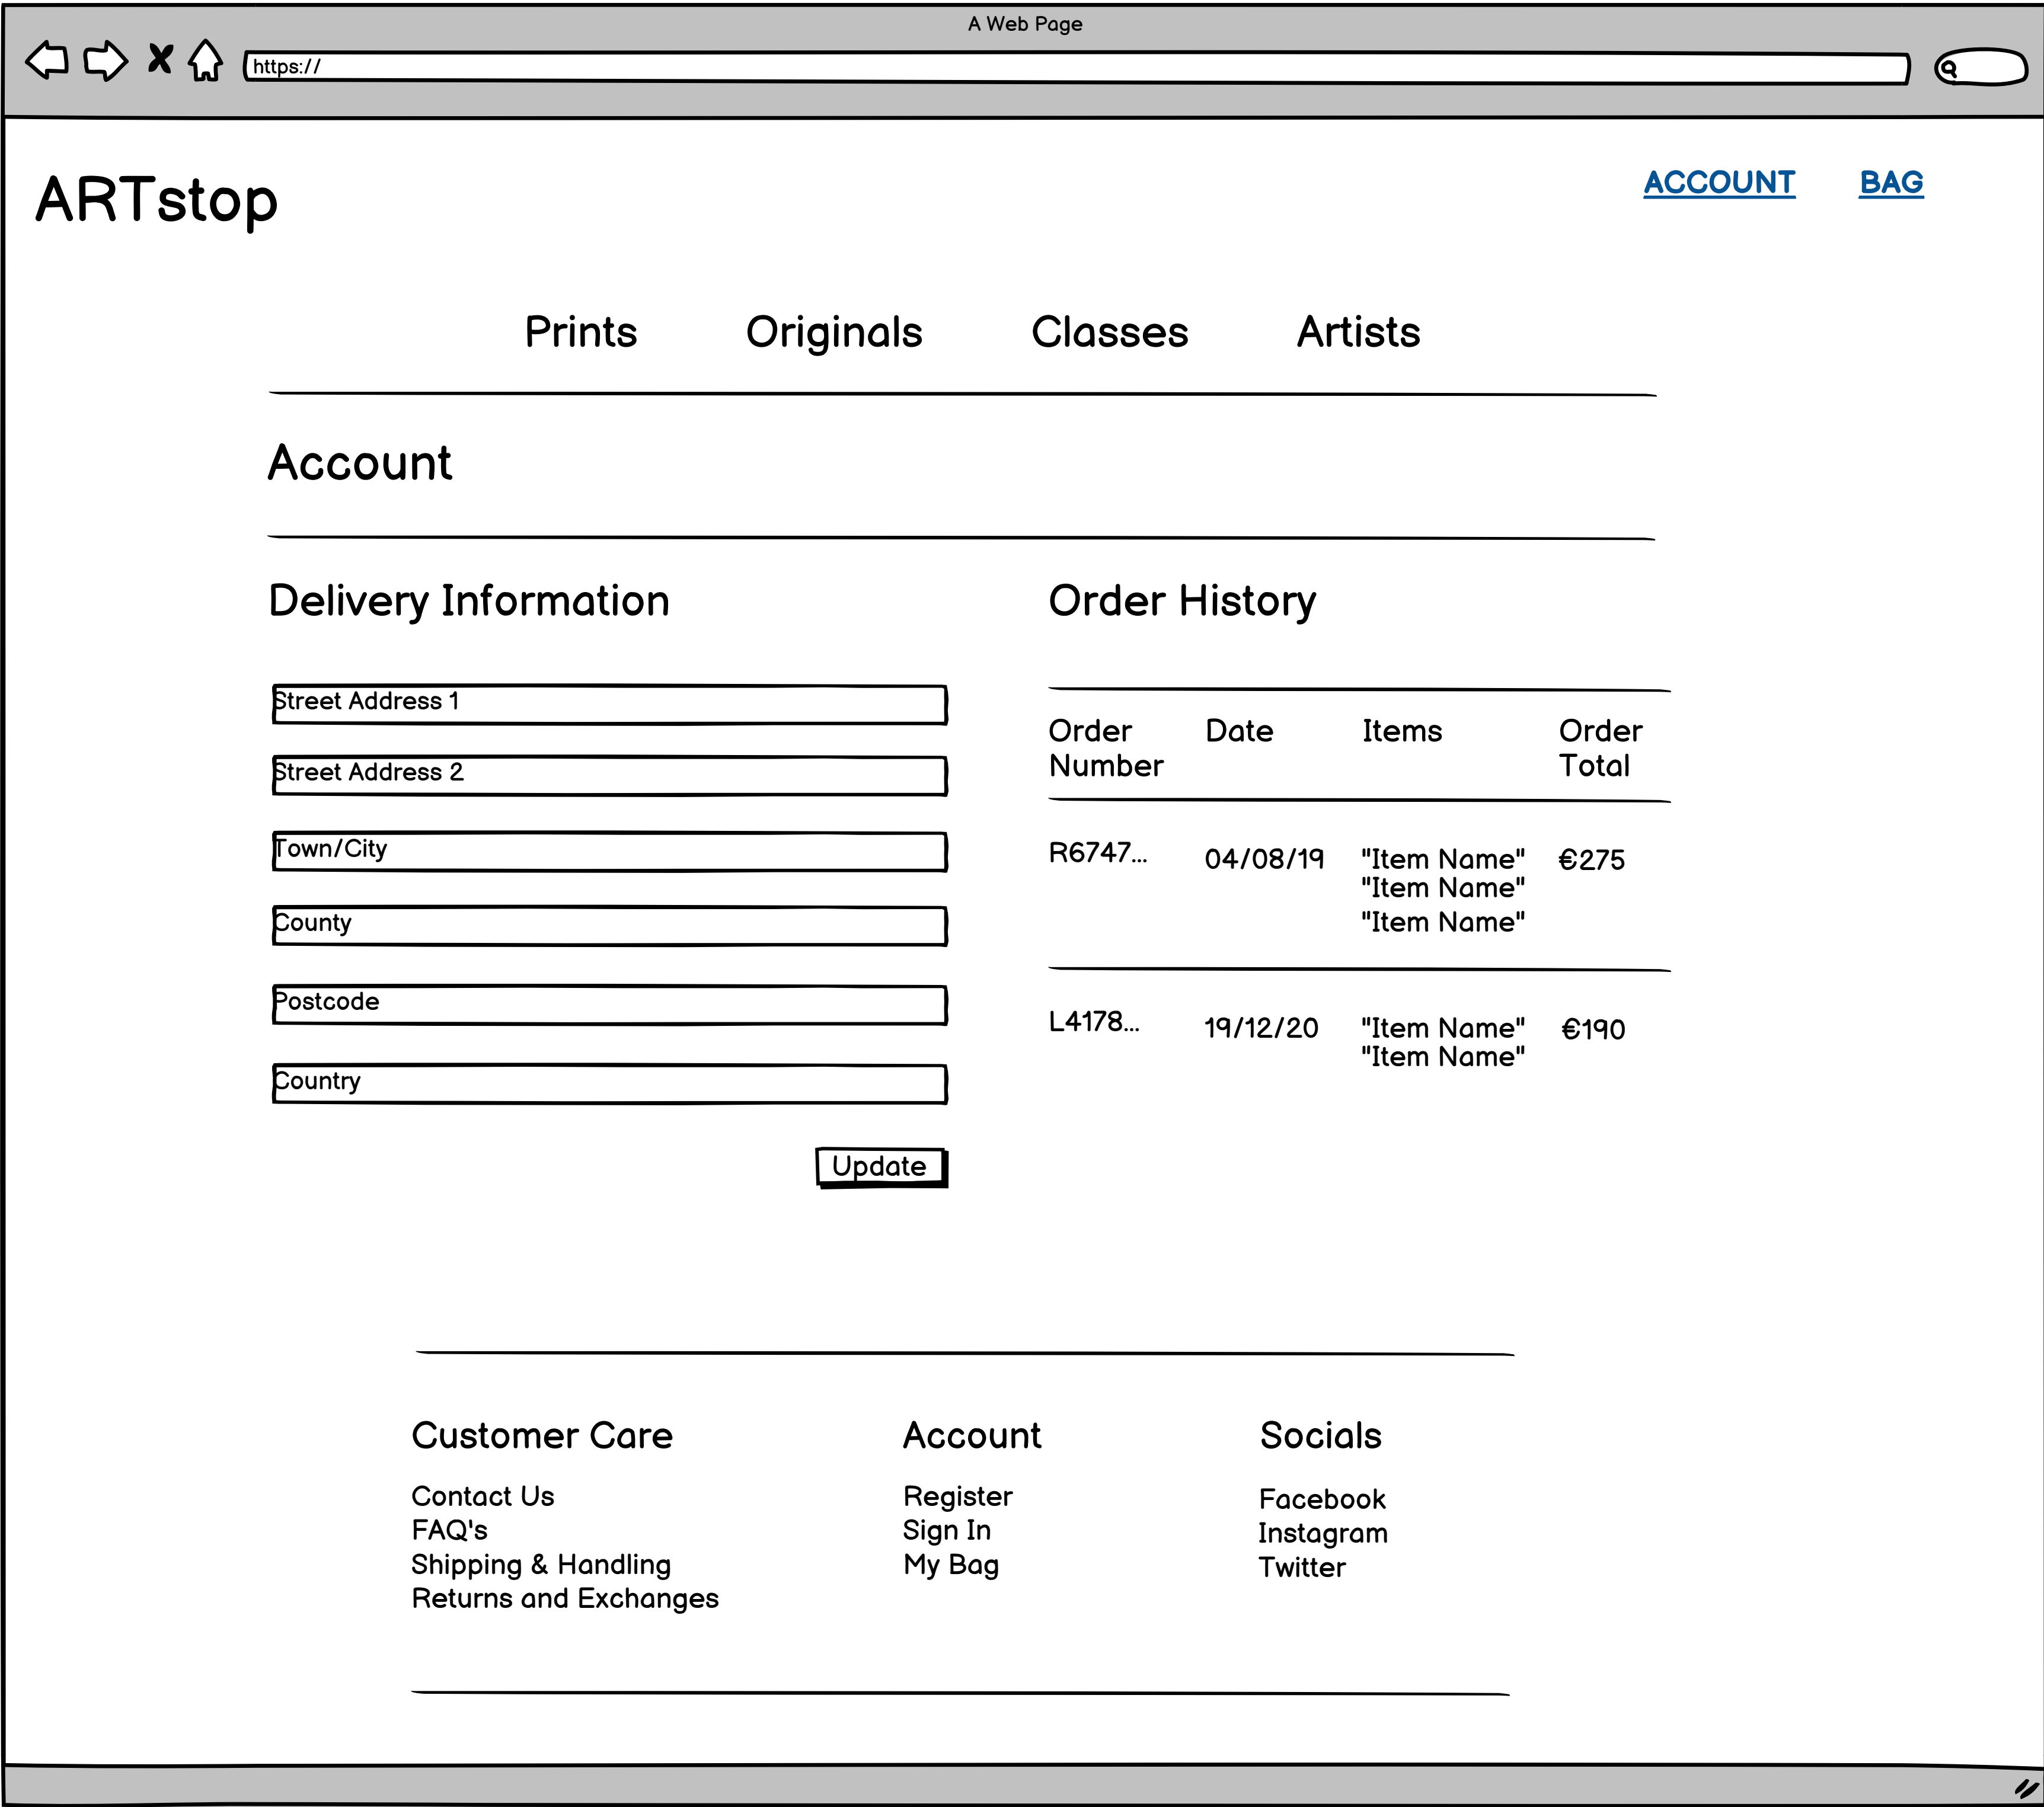 A Web Page
https://
ARTstop
ACCOUNT BAG
Prints Originals Classes Artists
Account
Delivery Information
Street Address 1
Street Address 2
Town/City
County
Postcode
Country
Update
Order History
Order Number Date Items Order Total
R6747... 04/08/19 "Item Name" €275
"Item Name"
"Item Name"
L4178... 19/12/20 "Item Name" €190
"Item Name"
Customer Care
Contact Us
FAQ's
Shipping & Handling
Returns and Exchanges
Account
Register
Sign In
My Bag
Socials
Facebook
Instagram
Twitter